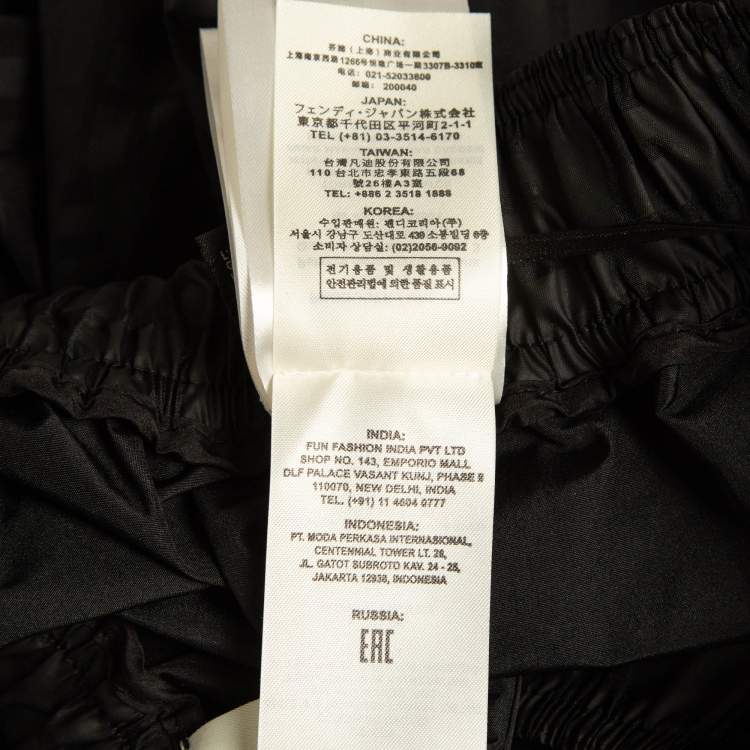 CHINA:
芬迪（上海）商业有限公司
上海南京西路1266号恒隆广场一期3307B-3310室
电话: 021-52033800
邮编: 200040
JAPAN:
フェンディ・ジャパン株式会社
東京都千代田区平河町2-1-1
TEL (+81) 03-3514-6170
TAIWAN:
台灣凡迪股份有限公司
110 台北市忠孝東路五段68
號26樓A3室
TEL: +886 2 3518 1888
KOREA:
수입판매원: 펜디코리아(주)
서울시 강남구 도산대로 439 소봉빌딩 6층
소비자 상담실: (02)2056-9092
전기용품 및 생활용품
안전관리법에 의한 품질 표시
INDIA:
FUN FASHION INDIA PVT LTD
SHOP NO. 143, EMPORIO MALL
DLF PALACE VASANT KUNJ, PHASE II
110070, NEW DELHI, INDIA
TEL. (+91) 11 4604 0777
INDONESIA:
PT. MODA PERKASA INTERNASIONAL,
CENTENNIAL TOWER LT. 26,
JL. GATOT SUBROTO KAV. 24 - 25,
JAKARTA 12938, INDONESIA
RUSSIA:
EAC